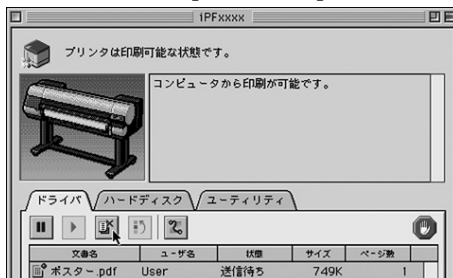 iPFxxxx
プリンタは印刷可能な状態です。
コンピュータから印刷が可能です。
ドライバ ハードディスク ユーティリティ
文書名 ユーザ名 状態 サイズ ページ数
ポスター.pdf User 送信待ち 749K 1